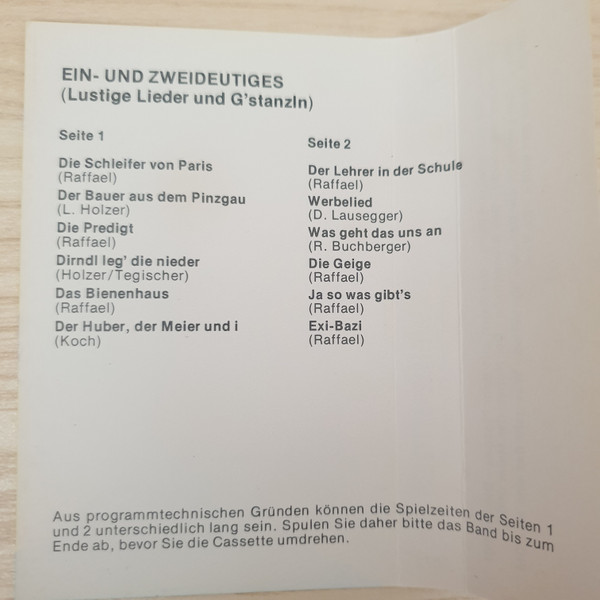 EIN- UND ZWEIDEUTIGES
(Lustige Lieder und G'stanzln)
Seite 1
Die Schleifer von Paris
(Raffael)
Der Bauer aus dem Pinzgau
(L. Holzer)
Die Predigt
(Raffael)
Dirndl leg' die nieder
(Holzer/Tegischer)
Das Bienenhaus
(Raffael)
Der Huber, der Meier und i
(Koch)
Seite 2
Der Lehrer in der Schule
(Raffael)
Werbelied
(D. Lausegger)
Was geht das uns an
(R. Buchberger)
Die Geige
(Raffael)
Ja so was gibt's
(Raffael)
Exi-Bazi
(Raffael)
Aus programmtechnischen Gründen können die Spielzeiten der Seiten 1
und 2 unterschiedlich lang sein. Spulen Sie daher bitte das Band bis zum
Ende ab, bevor Sie die Cassette umdrehen.